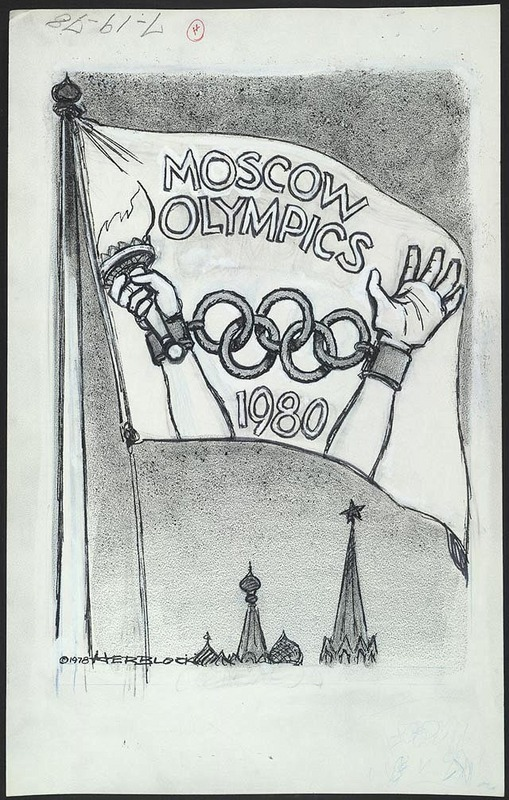 7-19-78
H
MOSCOW
OLYMPICS
1980
©1978 HERBLOCK